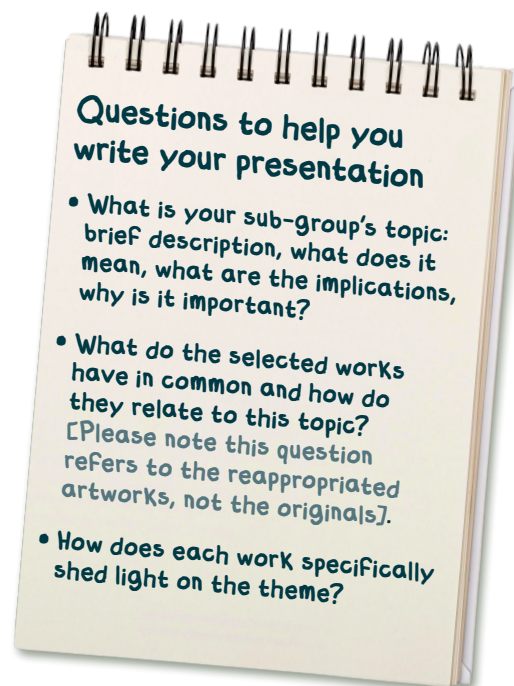 Questions to help you
write your presentation
• What is your sub-group's topic:
brief description, what does it
mean, what are the implications,
why is it important?
• What do the selected works
have in common and how do
they relate to this topic?
[Please note this question
refers to the reappropriated
artworks, not the originals].
• How does each work specifically
shed light on the theme?